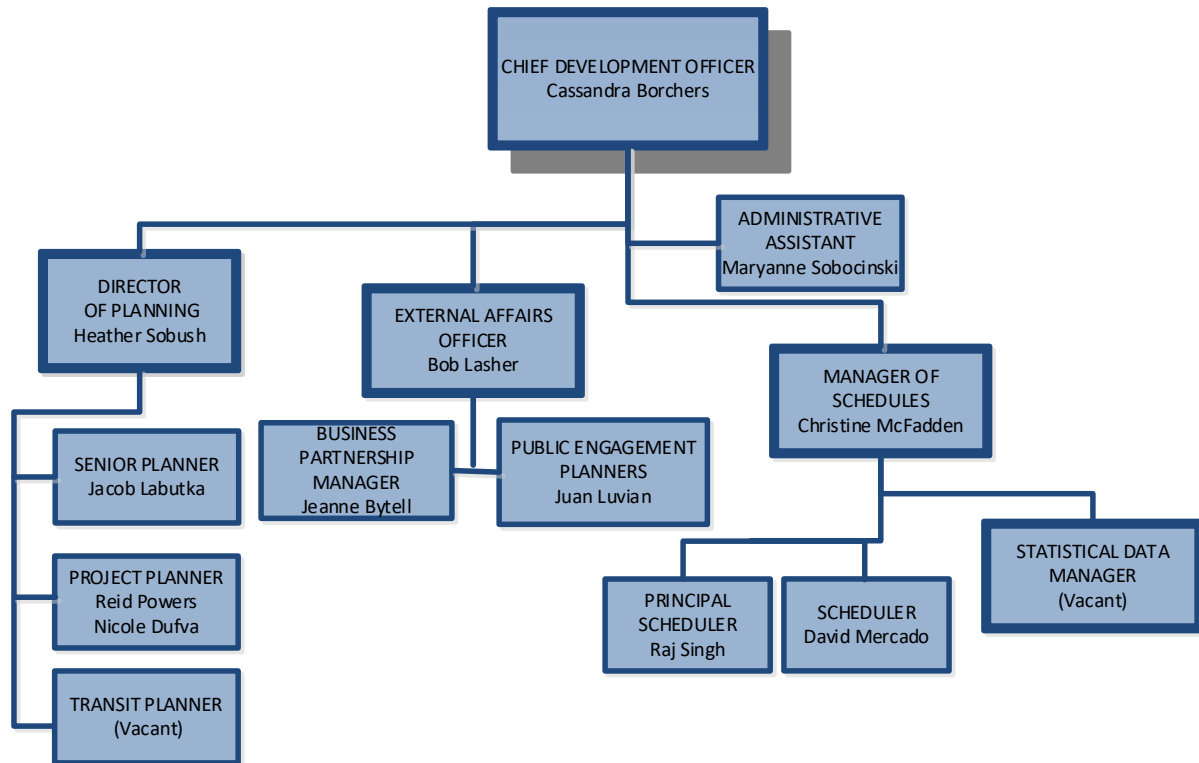 CHIEF DEVELOPMENT OFFICER
Cassandra Borchers
ADMINISTRATIVE
ASSISTANT
Maryanne Sobocinski
DIRECTOR
OF PLANNING
Heather Sobush
EXTERNAL AFFAIRS
OFFICER
Bob Lasher
MANAGER OF
SCHEDULES
Christine McFadden
SENIOR PLANNER
Jacob Labutka
PROJECT PLANNER
Reid Powers
Nicole Dufva
TRANSIT PLANNER
(Vacant)
BUSINESS
PARTNERSHIP
MANAGER
Jeanne Bytell
PUBLIC ENGAGEMENT
PLANNERS
Juan Luvian
PRINCIPAL
SCHEDULER
Raj Singh
SCHEDULER
David Mercado
STATISTICAL DATA
MANAGER
(Vacant)